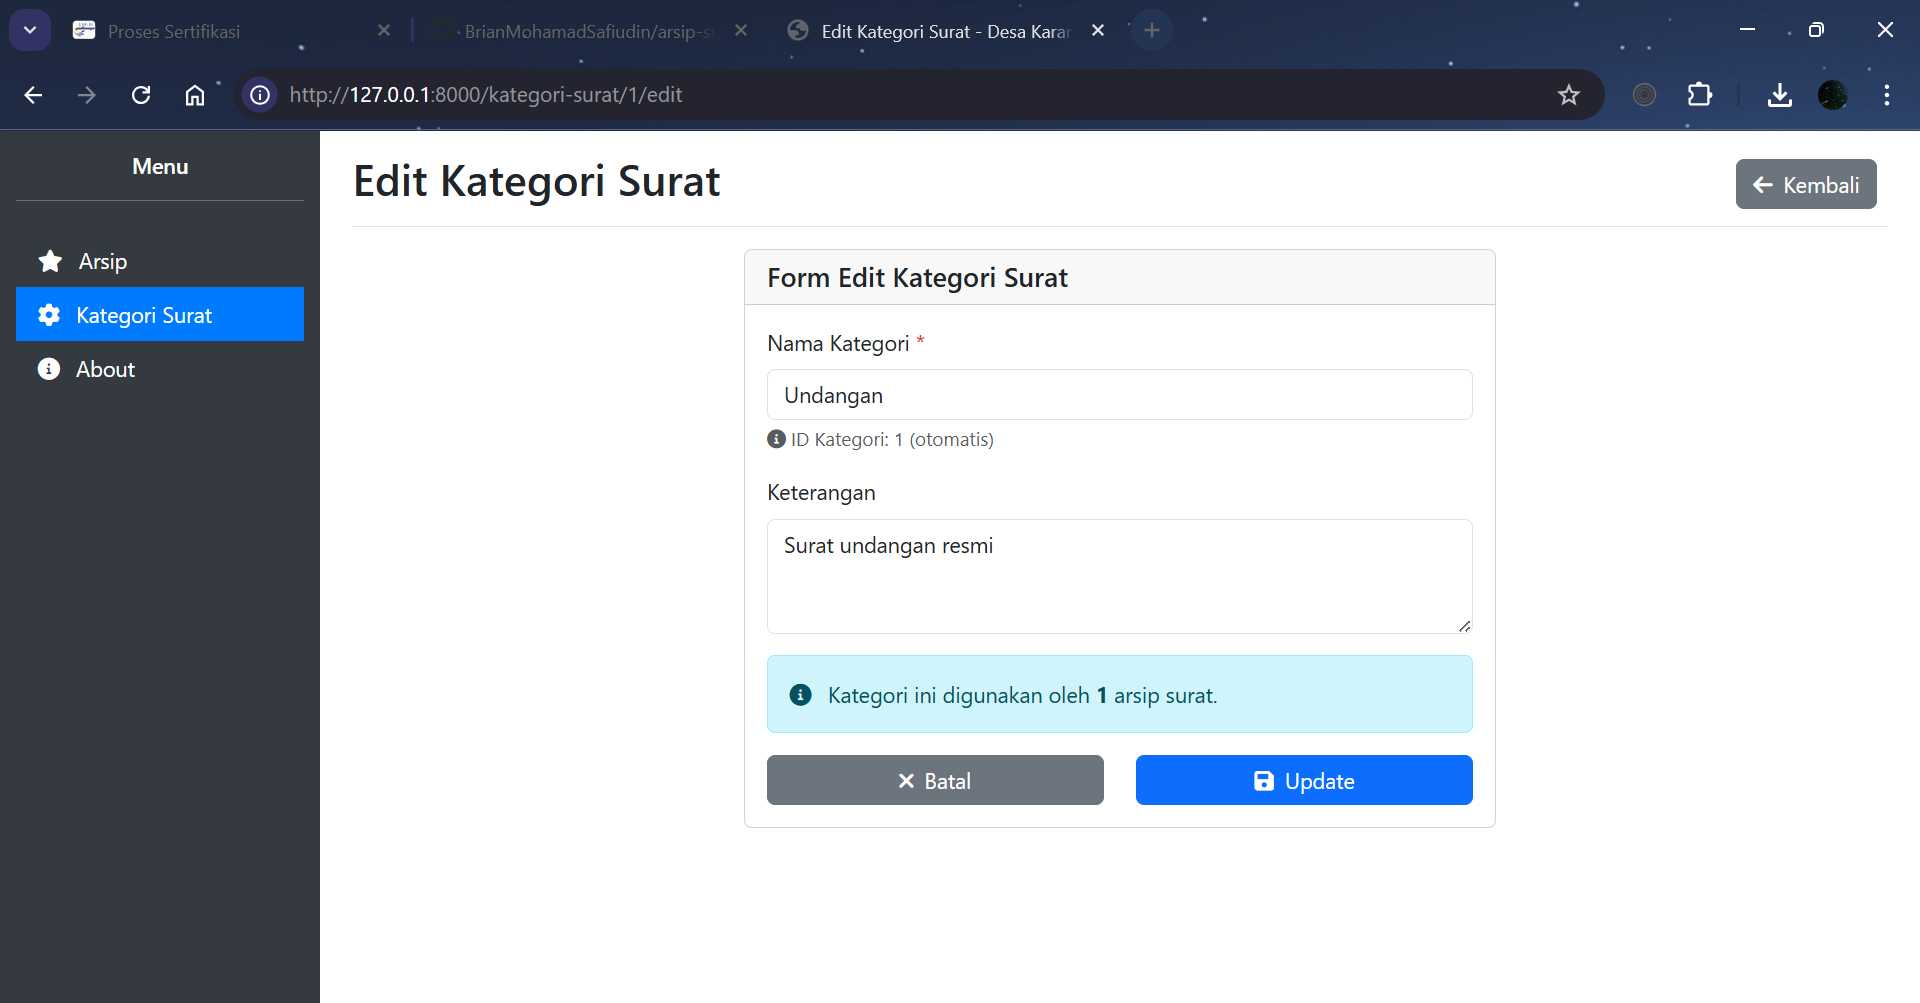 Proses Sertifikasi
· BrianMohamadSafiudin/arsip-s
Edit Kategori Surat - Desa Karan
http://127.0.0.1:8000/kategori-surat/1/edit
Menu
Arsip
Kategori Surat
About
Edit Kategori Surat
Kembali
Form Edit Kategori Surat
Nama Kategori *
Undangan
ID Kategori: 1 (otomatis)
Keterangan
Surat undangan resmi
Kategori ini digunakan oleh 1 arsip surat.
Batal
Update